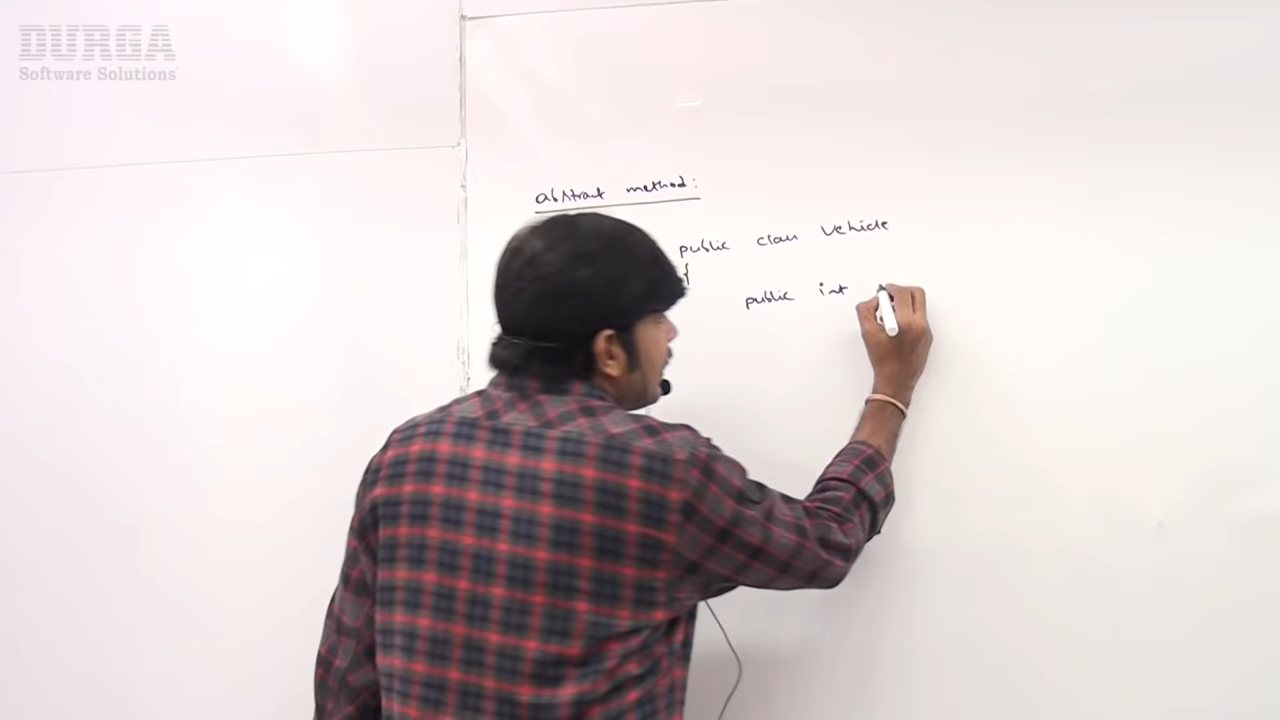 DURGA
Software Solutions
abstract method:
public class Vehicle
{
public int